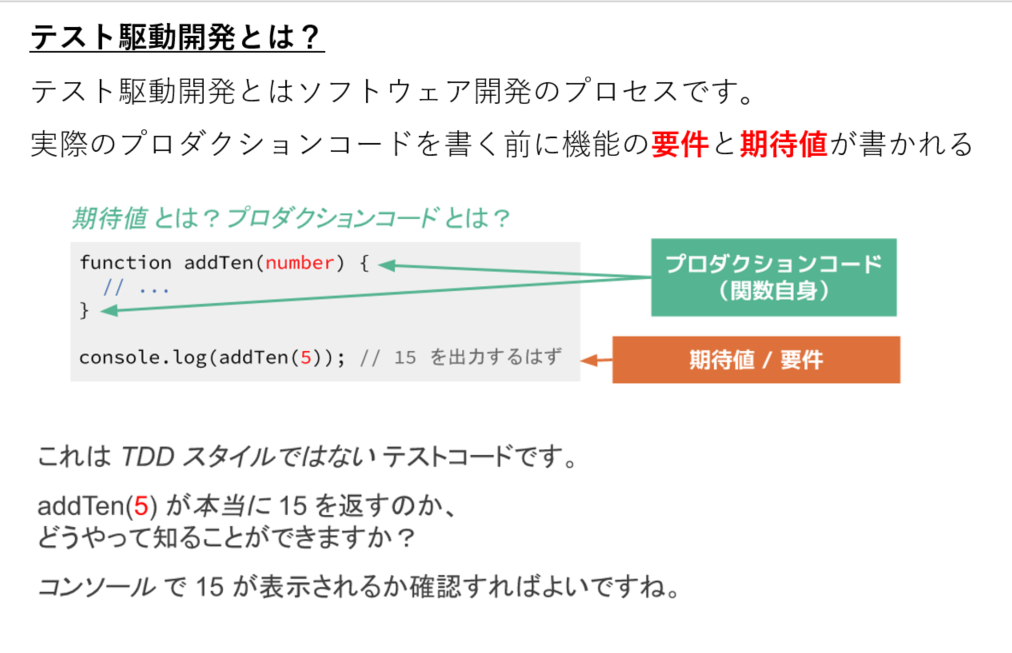 テスト駆動開発とは？
テスト駆動開発とはソフトウェア開発のプロセスです。
実際のプロダクションコードを書く前に機能の要件と期待値が書かれる
期待値 とは？プロダクションコード とは？
function addTen(number) {
// ...
}
console.log(addTen(5)); // 15 を出力するはず
プロダクションコード
（関数自身）
期待値 / 要件
これは TDD スタイルではない テストコードです。
addTen(5) が本当に 15 を返すのか、
どうやって知ることができますか？
コンソール で 15 が表示されるか確認すればよいですね。